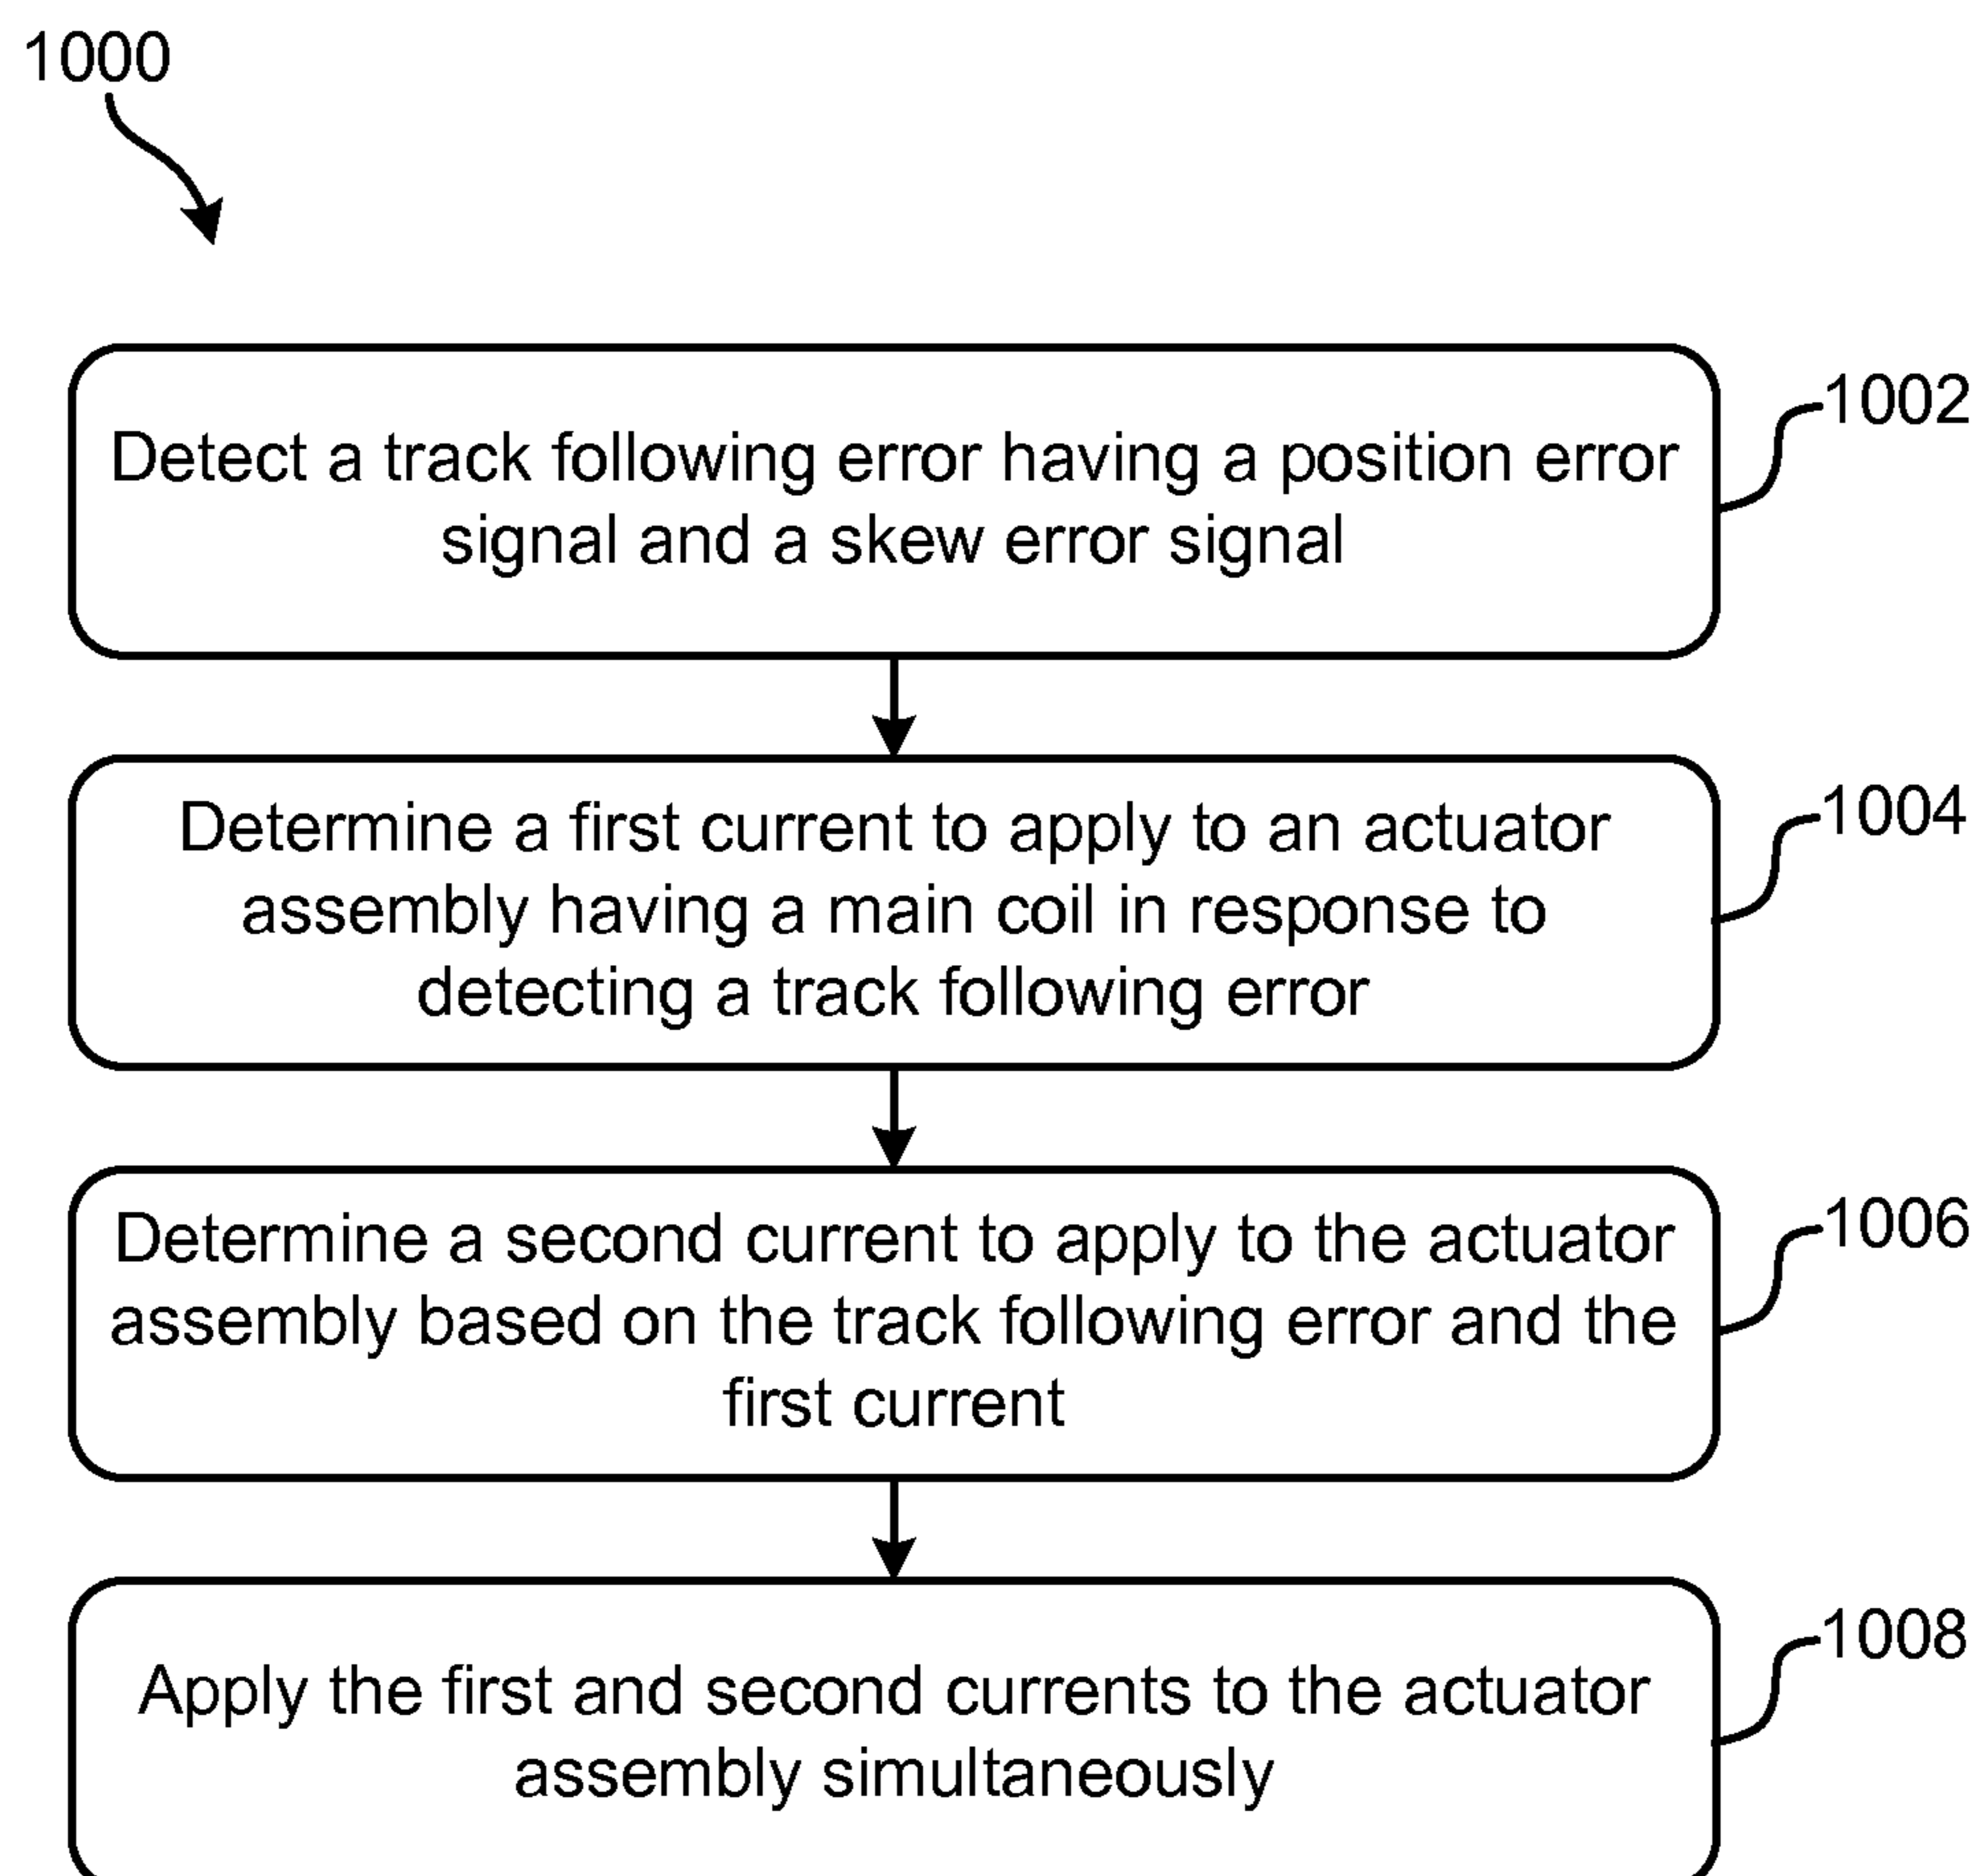 1000
1002
Detect a track following error having a position error
signal and a skew error signal
1004
Determine a first current to apply to an actuator
assembly having a main coil in response to
detecting a track following error
1006
Determine a second current to apply to the actuator
assembly based on the track following error and the
first current
1008
Apply the first and second currents to the actuator
assembly simultaneously